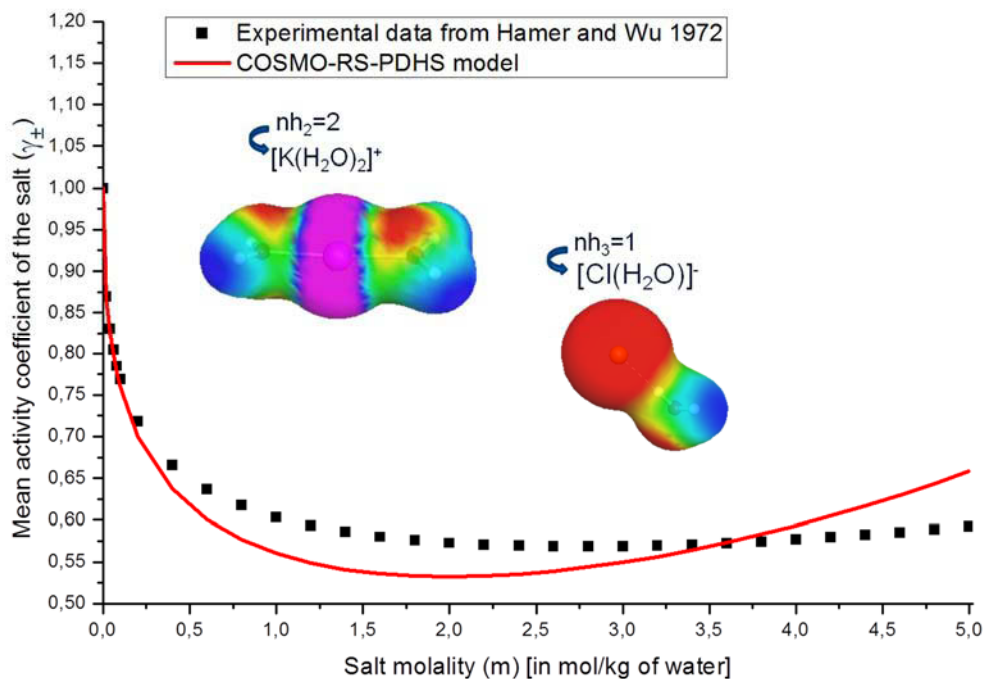 Experimental data from Hamer and Wu 1972
COSMO-RS-PDHS model
nh₂=2
[K(H₂O)₂]⁺
nh₃=1
[Cl(H₂O)]⁻
Mean activity coefficient of the salt (γ±)
1,20
1,15
1,10
1,05
1,00
0,95
0,90
0,85
0,80
0,75
0,70
0,65
0,60
0,55
0,50
0,0 0,5 1,0 1,5 2,0 2,5 3,0 3,5 4,0 4,5 5,0
Salt molality (m) [in mol/kg of water]